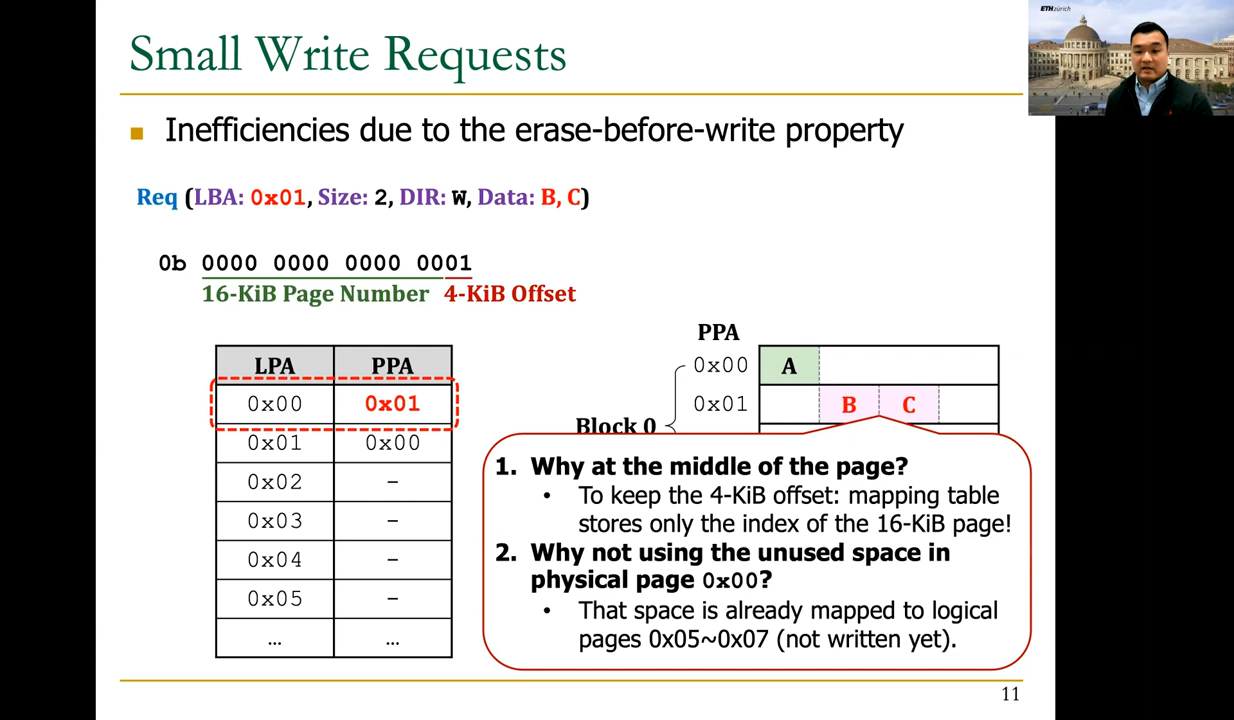 ETH zürich
Small Write Requests
Inefficiencies due to the erase-before-write property
Req (LBA: 0x01, Size: 2, DIR: W, Data: B, C)
0b 0000 0000 0000 0001
16-KiB Page Number 4-KiB Offset
LPA PPA
0x00 0x01
0x01 0x00
0x02 -
0x03 -
0x04 -
0x05 -
... ...
PPA
0x00 A
0x01 B C
Block 0
1. Why at the middle of the page?
• To keep the 4-KiB offset: mapping table
stores only the index of the 16-KiB page!
2. Why not using the unused space in
physical page 0x00?
• That space is already mapped to logical
pages 0x05~0x07 (not written yet).
11